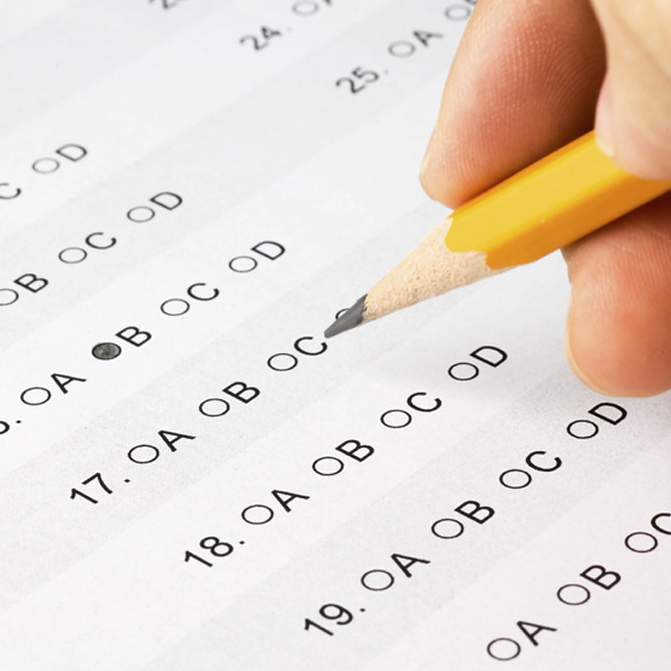 24.
25. A B
C D
B C D
A B C D
17. A B C
18. A B C D
19. A B C D
A B C